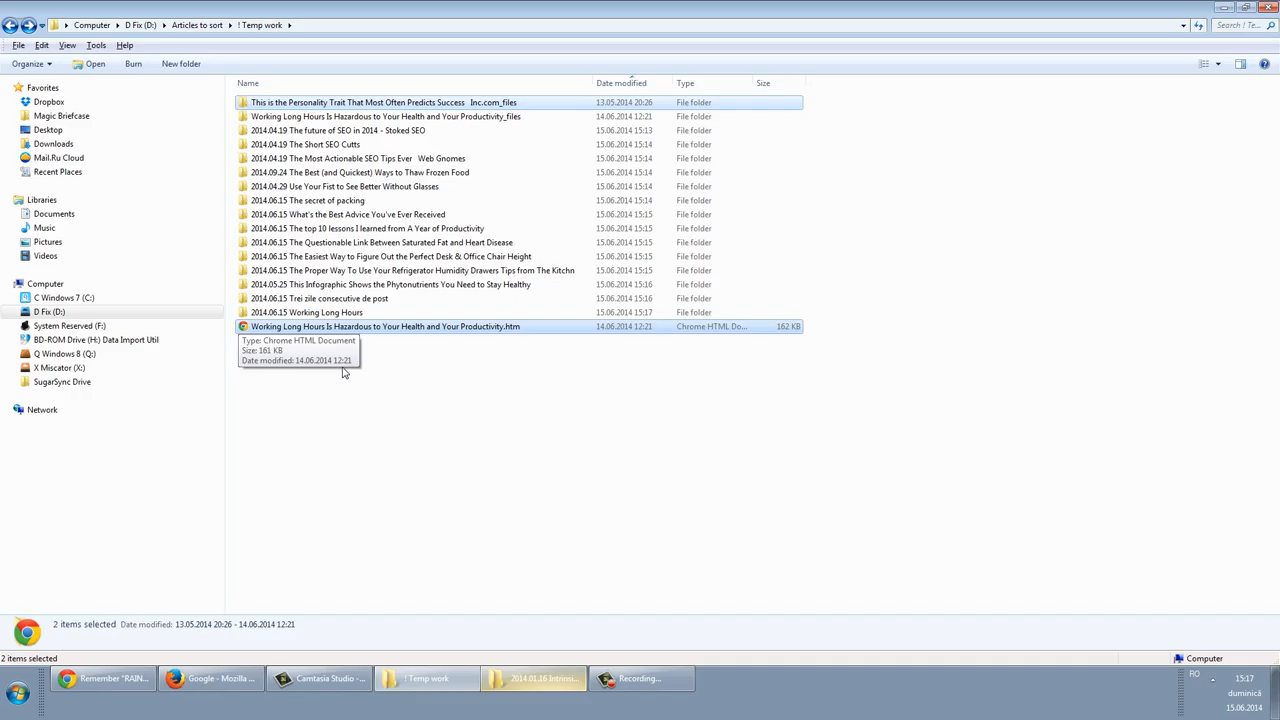 Computer D Fix (D:) Articles to sort ! Temp work Search ! Te...
File Edit View Tools Help
Organize Open Burn New folder
Name Date modified Type Size
Favorites
Dropbox
Magic Briefcase
Desktop
Downloads
Mail.Ru Cloud
Recent Places
Libraries
Documents
Music
Pictures
Videos
Computer
C Windows 7 (C:)
D Fix (D:)
System Reserved (F:)
BD-ROM Drive (H:) Data Import Util
Q Windows 8 (Q:)
X Miscator (X:)
SugarSync Drive
Network
This is the Personality Trait That Most Often Predicts Success Inc.com_files 13.05.2014 20:26 File folder
Working Long Hours Is Hazardous to Your Health and Your Productivity_files 14.06.2014 12:21 File folder
2014.04.19 The future of SEO in 2014 - Stoked SEO 15.06.2014 15:13 File folder
2014.04.19 The Short SEO Cutts 15.06.2014 15:14 File folder
2014.04.19 The Most Actionable SEO Tips Ever Web Gnomes 15.06.2014 15:14 File folder
2014.09.24 The Best (and Quickest) Ways to Thaw Frozen Food 15.06.2014 15:14 File folder
2014.04.29 Use Your Fist to See Better Without Glasses 15.06.2014 15:14 File folder
2014.06.15 The secret of packing 15.06.2014 15:14 File folder
2014.06.15 What's the Best Advice You've Ever Received 15.06.2014 15:15 File folder
2014.06.15 The top 10 lessons I learned from A Year of Productivity 15.06.2014 15:15 File folder
2014.06.15 The Questionable Link Between Saturated Fat and Heart Disease 15.06.2014 15:15 File folder
2014.06.15 The Easiest Way to Figure Out the Perfect Desk & Office Chair Height 15.06.2014 15:15 File folder
2014.06.15 The Proper Way To Use Your Refrigerator Humidity Drawers Tips from The Kitchn 15.06.2014 15:15 File folder
2014.05.25 This Infographic Shows the Phytonutrients You Need to Stay Healthy 15.06.2014 15:16 File folder
2014.06.15 Trei zile consecutive de post 15.06.2014 15:16 File folder
2014.06.15 Working Long Hours 15.06.2014 15:17 File folder
Working Long Hours Is Hazardous to Your Health and Your Productivity.htm 14.06.2014 12:21 Chrome HTML Do... 162 KB
Type: Chrome HTML Document
Size: 161 KB
Date modified: 14.06.2014 12:21
2 items selected Date modified: 13.05.2014 20:26 - 14.06.2014 12:21
2 items selected Computer
Remember "RAIN... Google - Mozilla ... Camtasia Studio -... ! Temp work 2014.01.16 Intrinsi... Recording... RO 15:17
duminică
15.06.2014